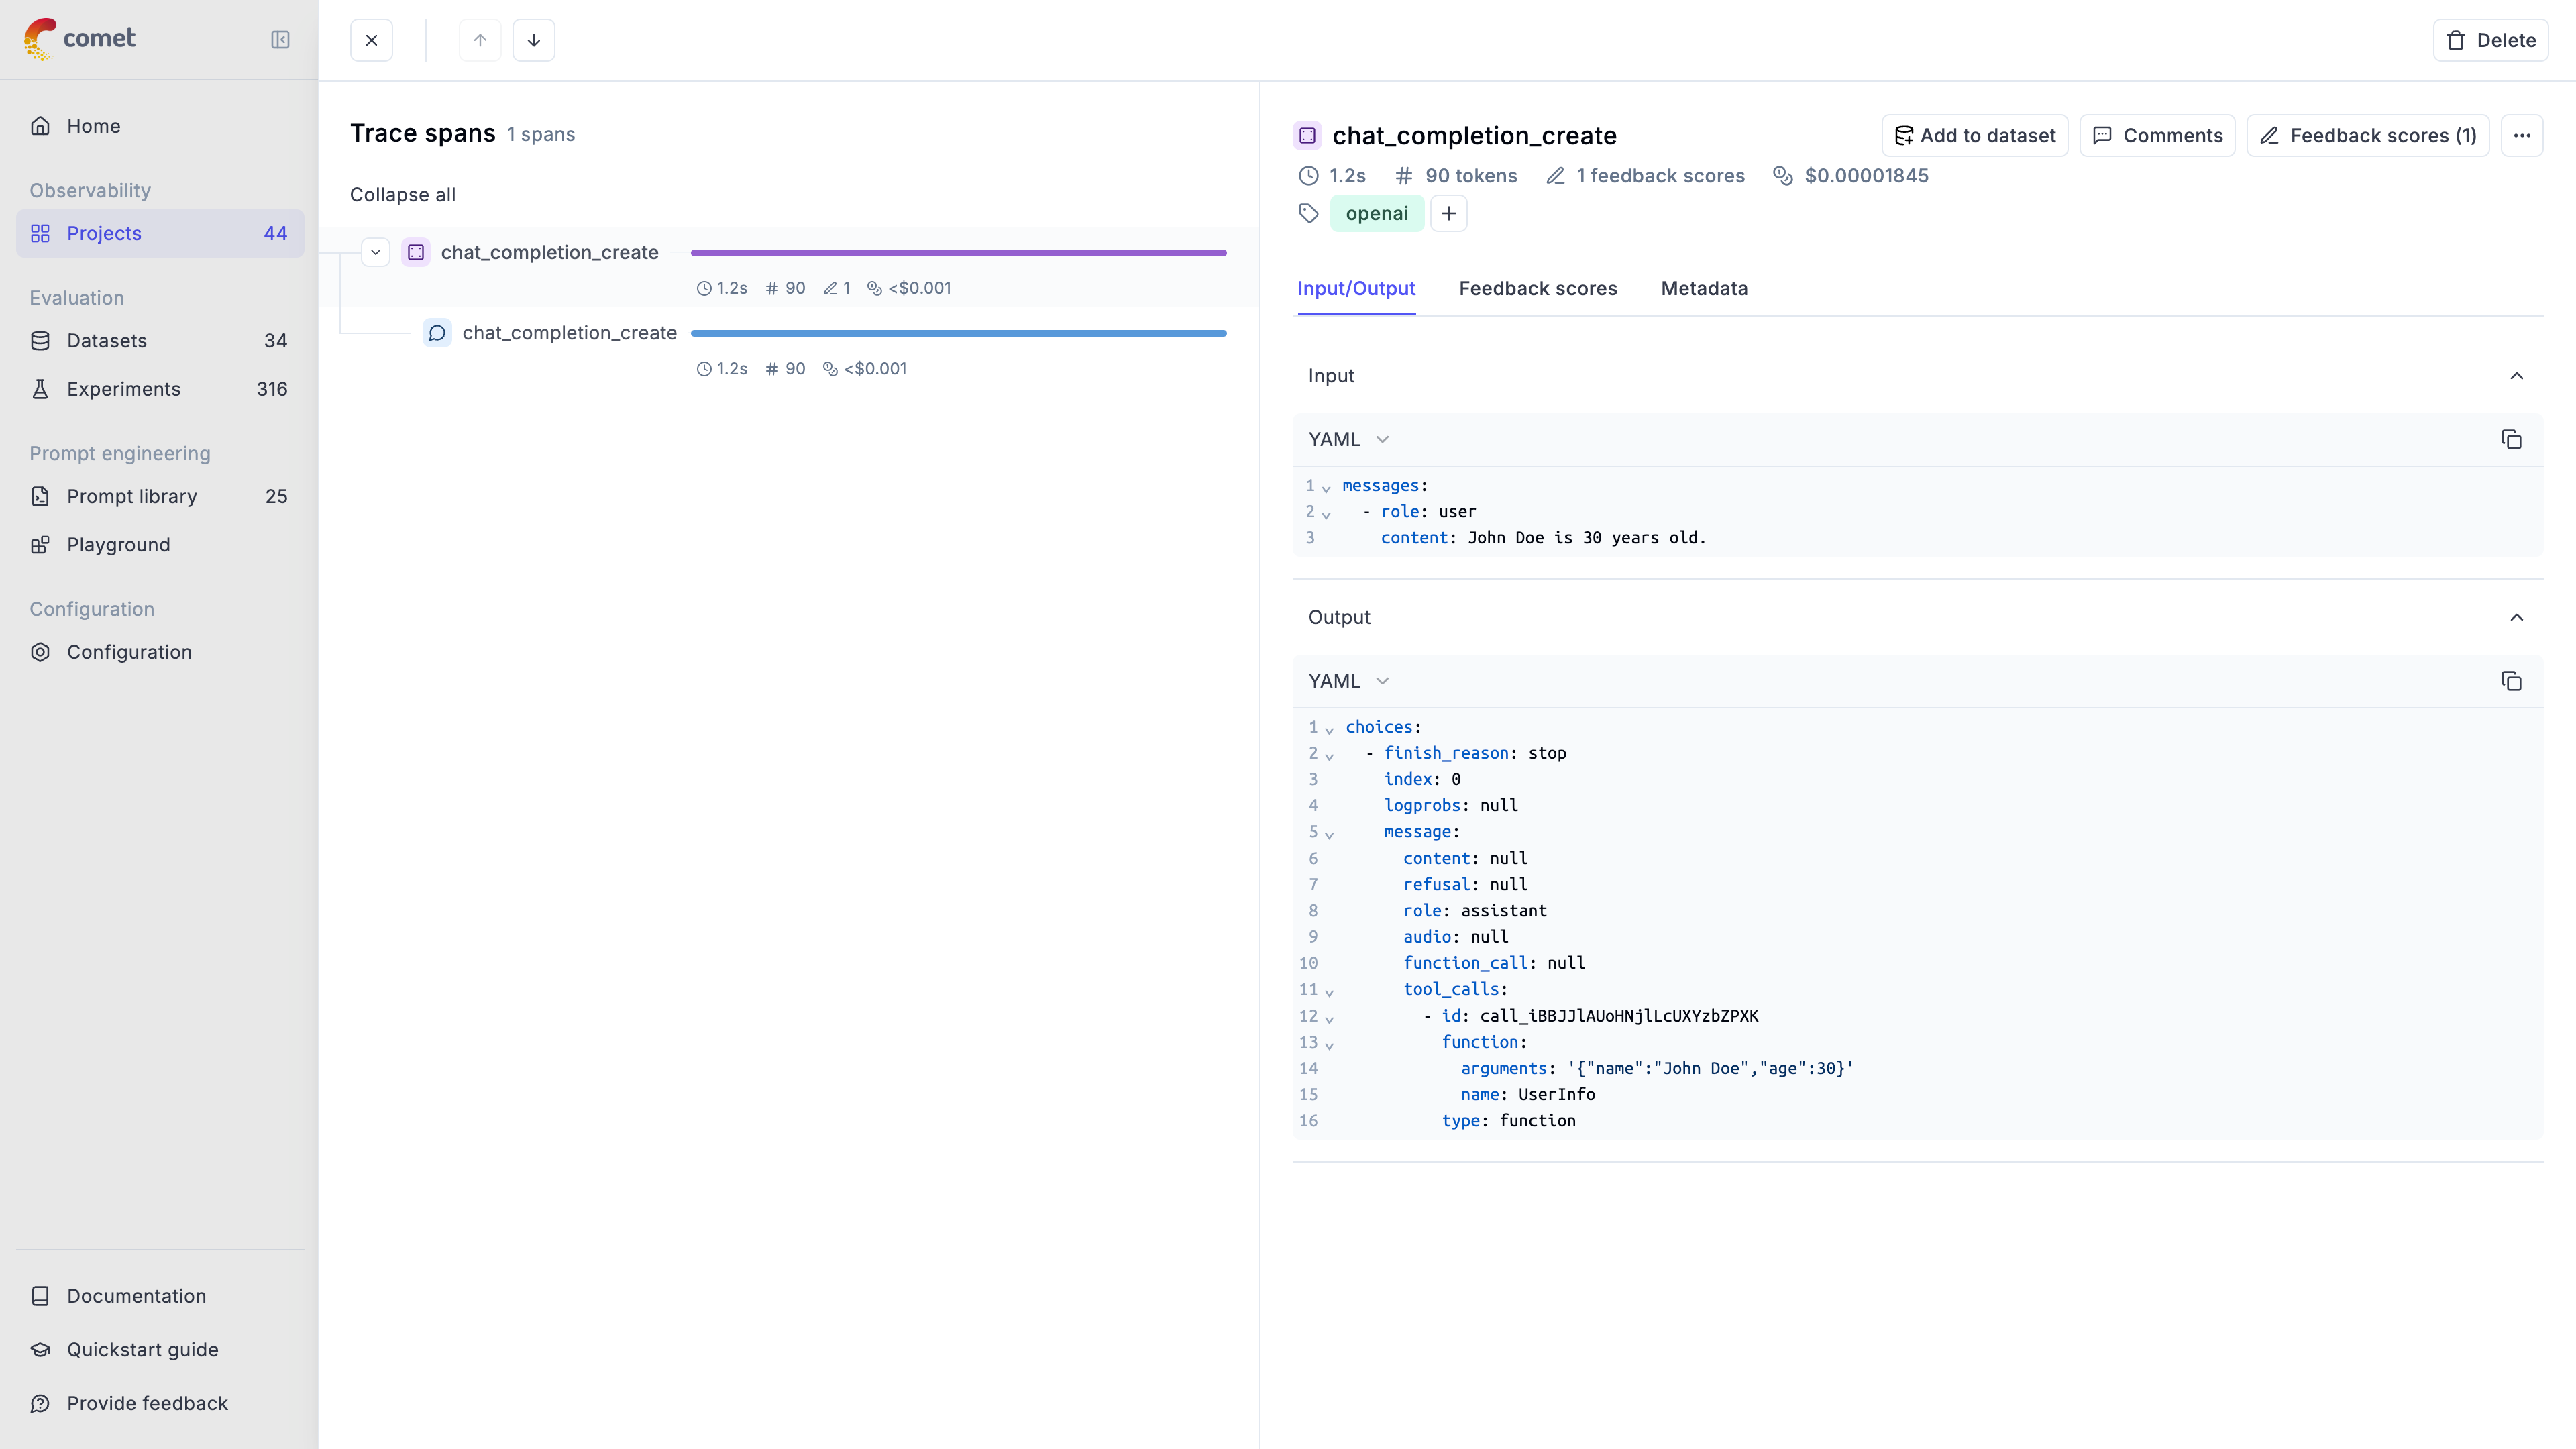 comet
Home
Observability
Projects 44
Evaluation
Datasets 34
Experiments 316
Prompt engineering
Prompt library 25
Playground
Configuration
Configuration
Documentation
Quickstart guide
Provide feedback
Delete
Trace spans 1 spans
Collapse all
chat_completion_create
1.2s # 90 1 <$0.001
chat_completion_create
1.2s # 90 <$0.001
chat_completion_create
Add to dataset Comments Feedback scores (1) ...
1.2s # 90 tokens 1 feedback scores $0.00001845
openai +
Input/Output Feedback scores Metadata
Input
YAML
1 messages:
2 - role: user
3 content: John Doe is 30 years old.
Output
YAML
1 choices:
2 - finish_reason: stop
3 index: 0
4 logprobs: null
5 message:
6 content: null
7 refusal: null
8 role: assistant
9 audio: null
10 function_call: null
11 tool_calls:
12 - id: call_iBBJJlAUoHNjlLcUXYzbZPXK
13 function:
14 arguments: '{"name":"John Doe","age":30}'
15 name: UserInfo
16 type: function